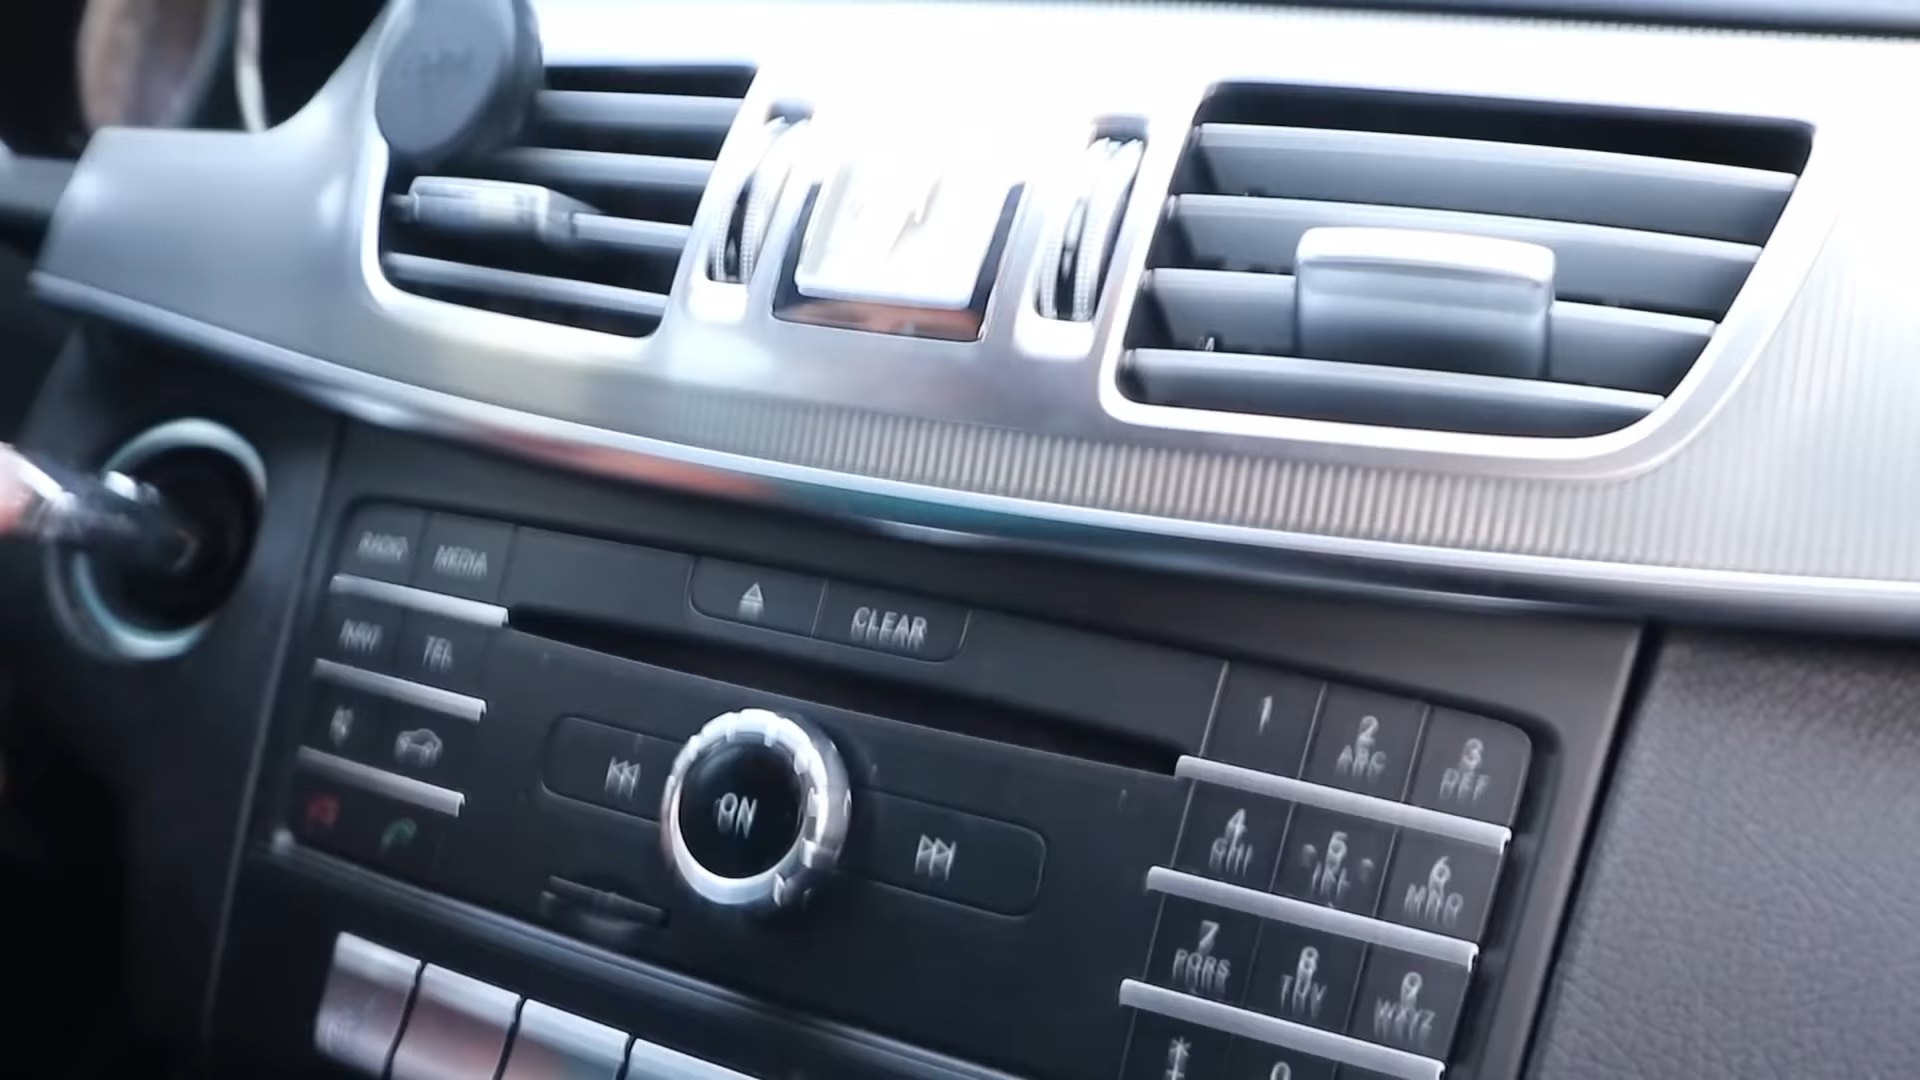 RADIO MEDIA
CLEAR
NAVI TEL
ON
1 2 3
ABC DEF
4 5 6
GHI JKL MNO
7 8 9
PQRS TUV WXYZ
* 0